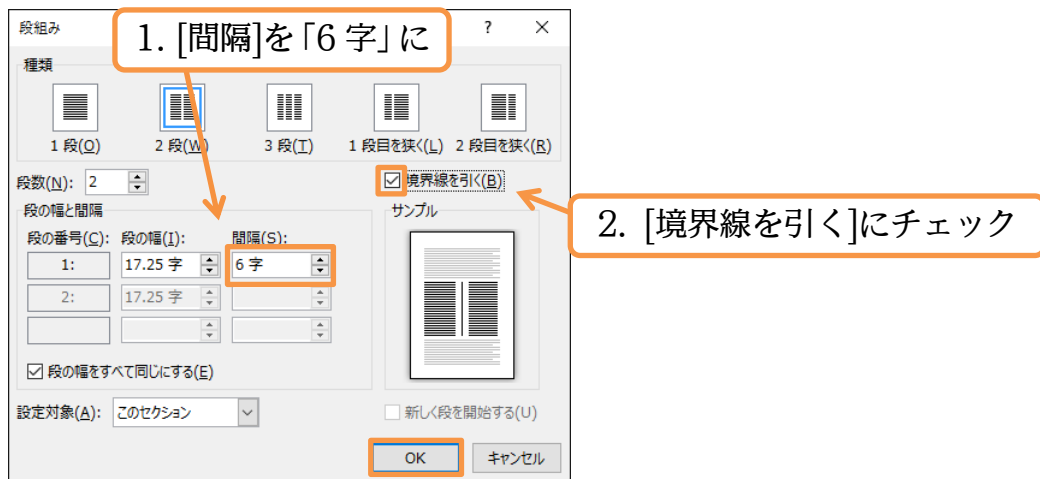 段組み
? ×
1. [間隔]を「6 字」に
種類
1 段(O)
2 段(W)
3 段(T)
1 段目を狭く(L)
2 段目を狭く(R)
段数(N): 2
境界線を引く(B)
2. [境界線を引く]にチェック
段の幅と間隔
サンプル
段の番号(C): 段の幅(I): 間隔(S):
1: 17.25 字 6 字
2: 17.25 字
段の幅をすべて同じにする(E)
設定対象(A): このセクション
新しく段を開始する(U)
OK
キャンセル